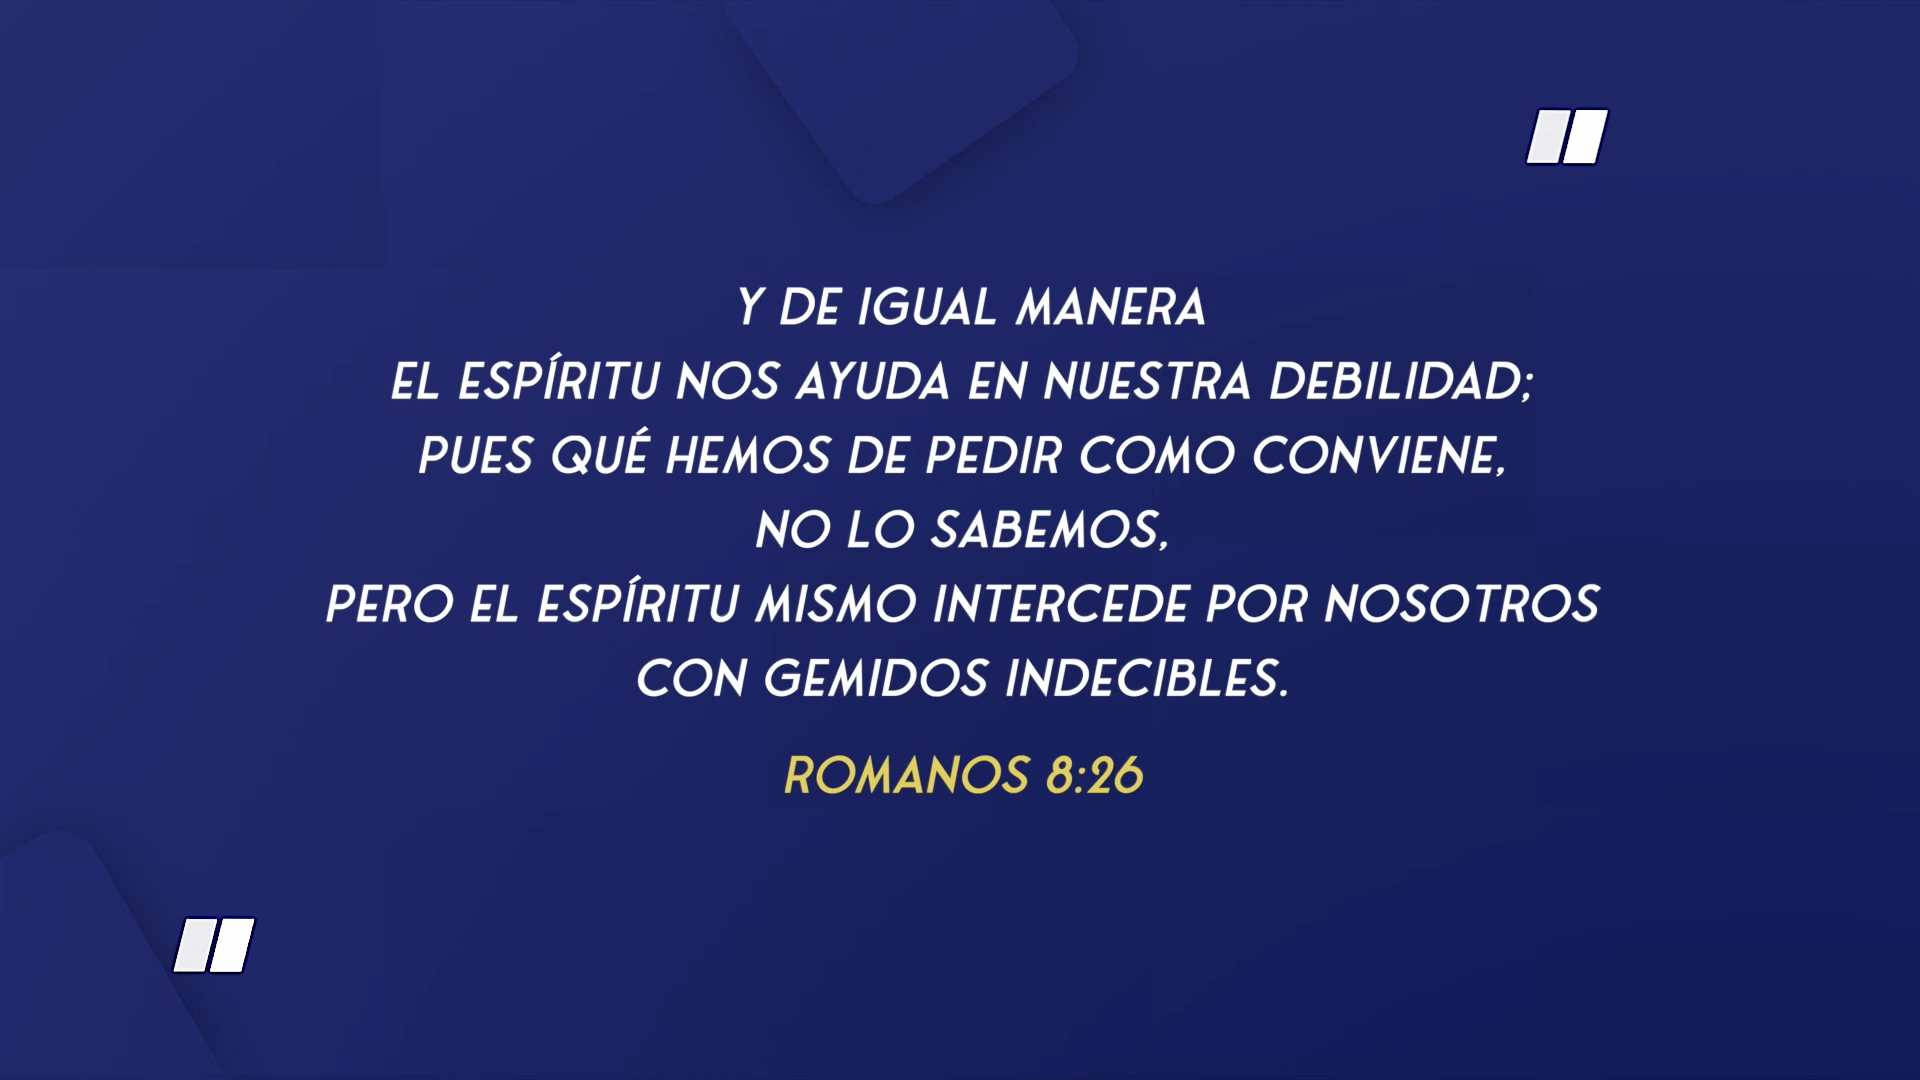 Y DE IGUAL MANERA
EL ESPÍRITU NOS AYUDA EN NUESTRA DEBILIDAD;
PUES QUÉ HEMOS DE PEDIR COMO CONVIENE,
NO LO SABEMOS,
PERO EL ESPÍRITU MISMO INTERCEDE POR NOSOTROS
CON GEMIDOS INDECIBLES.
ROMANOS 8:26